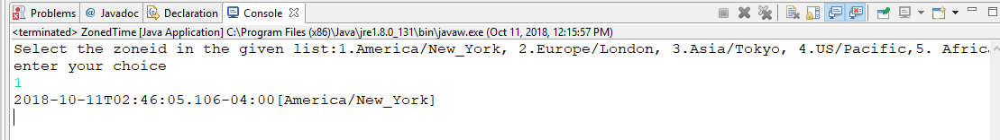 Problems @ Javadoc Declaration Console
<terminated> ZonedTime [Java Application] C:\Program Files (x86)\Java\jre1.8.0_131\bin\javaw.exe (Oct 11, 2018, 12:15:57 PM)
Select the zoneid in the given list:1.America/New_York, 2.Europe/London, 3.Asia/Tokyo, 4.US/Pacific,5. Afric
enter your choice
1
2018-10-11T02:46:05.106-04:00[America/New_York]